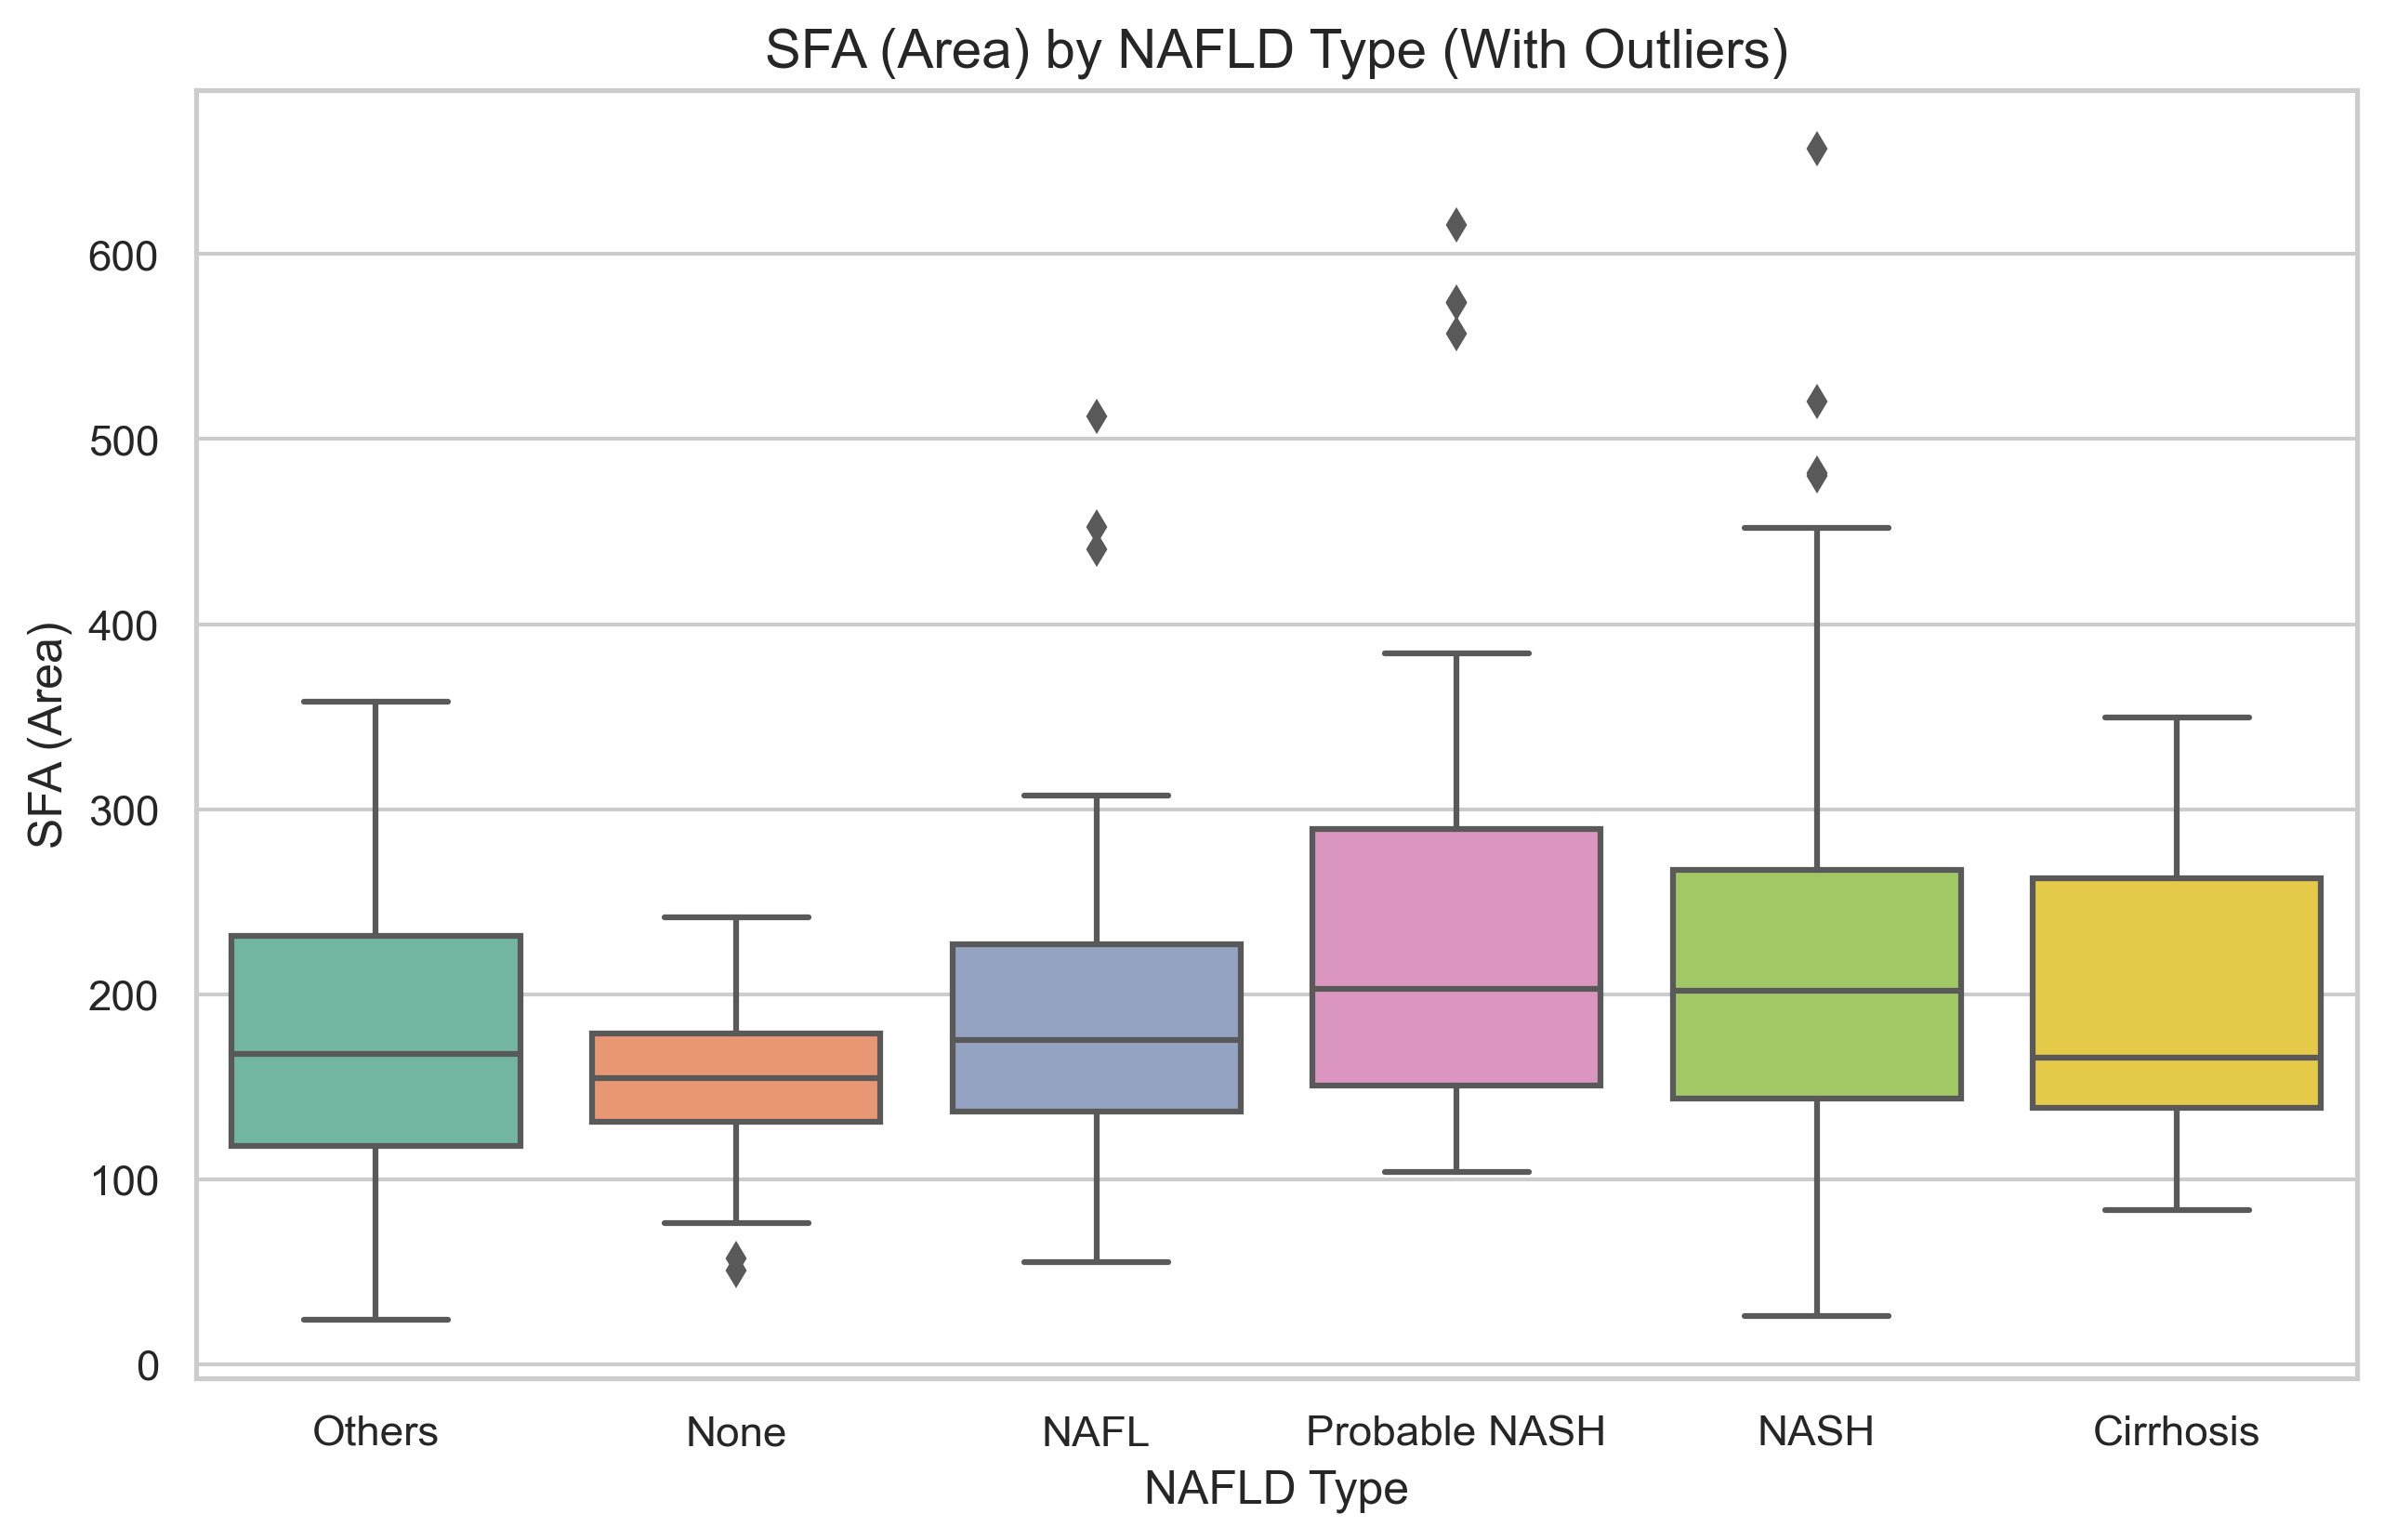 SFA (Area) by NAFLD Type (With Outliers)
SFA (Area)
600
500
400
300
200
100
0
Others None NAFL Probable NASH NASH Cirrhosis
NAFLD Type